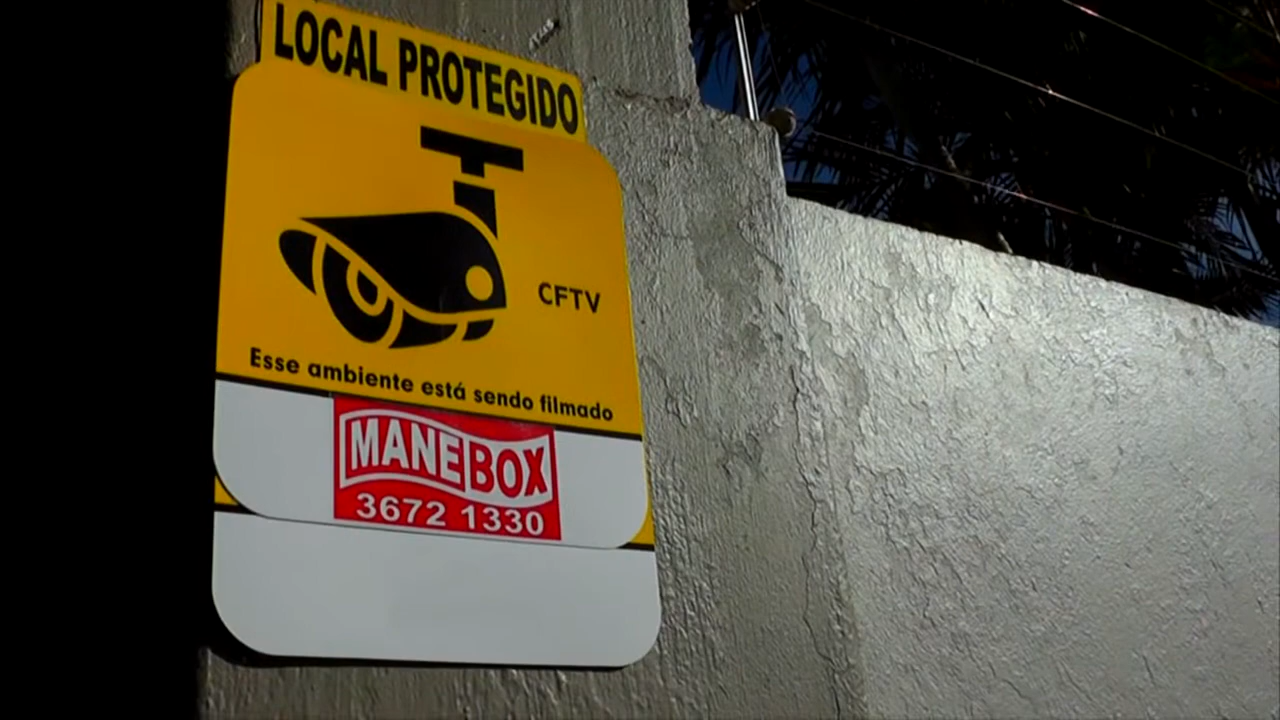 LOCAL PROTEGIDO
CFTV
Esse ambiente está sendo filmado
MANEBOX
3672 1330